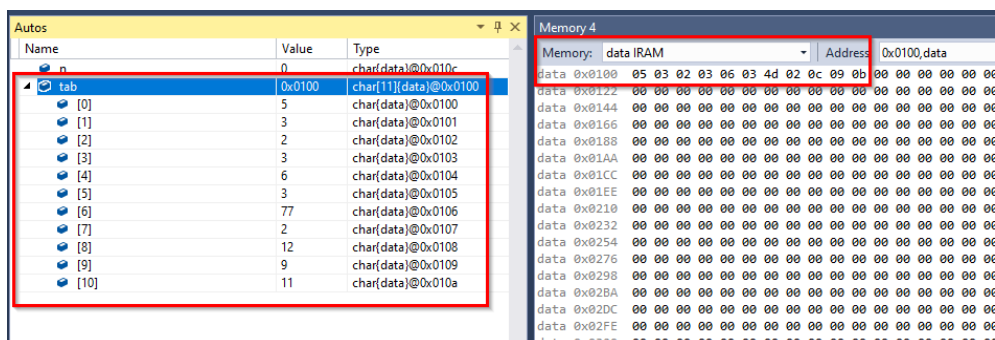 Autos
Name Value Type
n 0 char{data}@0x010c
tab 0x0100 char[11]{data}@0x0100
[0] 5 char{data}@0x0100
[1] 3 char{data}@0x0101
[2] 2 char{data}@0x0102
[3] 3 char{data}@0x0103
[4] 6 char{data}@0x0104
[5] 3 char{data}@0x0105
[6] 77 char{data}@0x0106
[7] 2 char{data}@0x0107
[8] 12 char{data}@0x0108
[9] 9 char{data}@0x0109
[10] 11 char{data}@0x010a
Memory 4
Memory: data IRAM Address 0x0100,data
data 0x0100 05 03 02 03 06 03 4d 02 0c 09 0b 00 00 00 00 00 00
data 0x0122 00 00 00 00 00 00 00 00 00 00 00 00 00 00 00 00 00
data 0x0144 00 00 00 00 00 00 00 00 00 00 00 00 00 00 00 00 00
data 0x0166 00 00 00 00 00 00 00 00 00 00 00 00 00 00 00 00 00
data 0x0188 00 00 00 00 00 00 00 00 00 00 00 00 00 00 00 00 00
data 0x01AA 00 00 00 00 00 00 00 00 00 00 00 00 00 00 00 00 00
data 0x01CC 00 00 00 00 00 00 00 00 00 00 00 00 00 00 00 00 00
data 0x01EE 00 00 00 00 00 00 00 00 00 00 00 00 00 00 00 00 00
data 0x0210 00 00 00 00 00 00 00 00 00 00 00 00 00 00 00 00 00
data 0x0232 00 00 00 00 00 00 00 00 00 00 00 00 00 00 00 00 00
data 0x0254 00 00 00 00 00 00 00 00 00 00 00 00 00 00 00 00 00
data 0x0276 00 00 00 00 00 00 00 00 00 00 00 00 00 00 00 00 00
data 0x0298 00 00 00 00 00 00 00 00 00 00 00 00 00 00 00 00 00
data 0x02BA 00 00 00 00 00 00 00 00 00 00 00 00 00 00 00 00 00
data 0x02DC 00 00 00 00 00 00 00 00 00 00 00 00 00 00 00 00 00
data 0x02FE 00 00 00 00 00 00 00 00 00 00 00 00 00 00 00 00 00